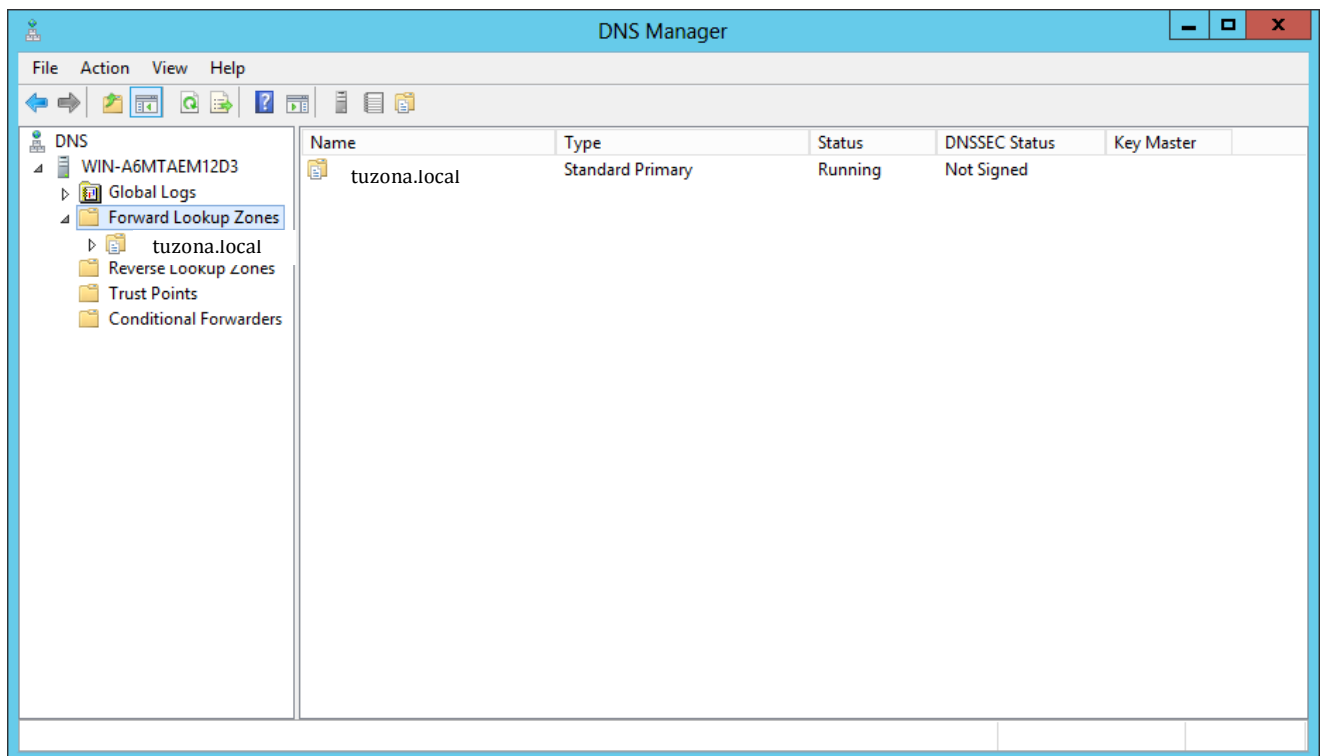 DNS Manager
File Action View Help
DNS
WIN-A6MTAEM12D3
Global Logs
Forward Lookup Zones
tuzona.local
Reverse Lookup Zones
Trust Points
Conditional Forwarders
Name Type Status DNSSEC Status Key Master
tuzona.local Standard Primary Running Not Signed